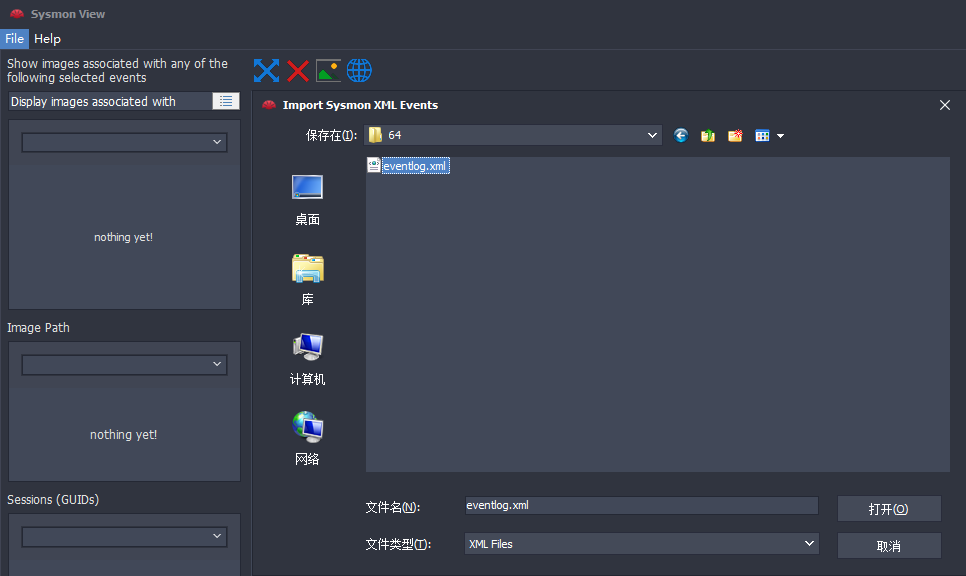 Sysmon View
File Help
Show images associated with any of the
following selected events
Display images associated with
nothing yet!
Image Path
nothing yet!
Sessions (GUIDs)
Import Sysmon XML Events
保存在(I):
64
eventlog.xml
桌面
库
计算机
网络
文件名(N):
eventlog.xml
打开(O)
文件类型(T):
XML Files
取消